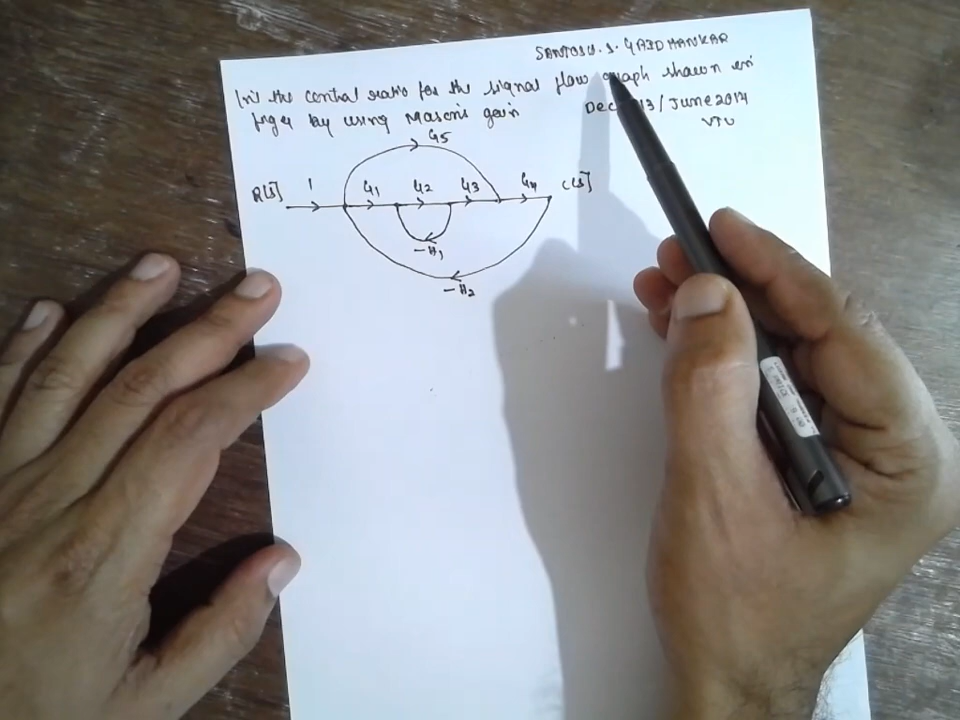 SANTOSH.S. GAIDHANKAR
the control ratio for the signal flow graph shown in
by using Mason's gain
Dec 13/June 2014
VTU
G5
R[S] 1 G1 G2 G3 G4 C[S]
-H1
-H2